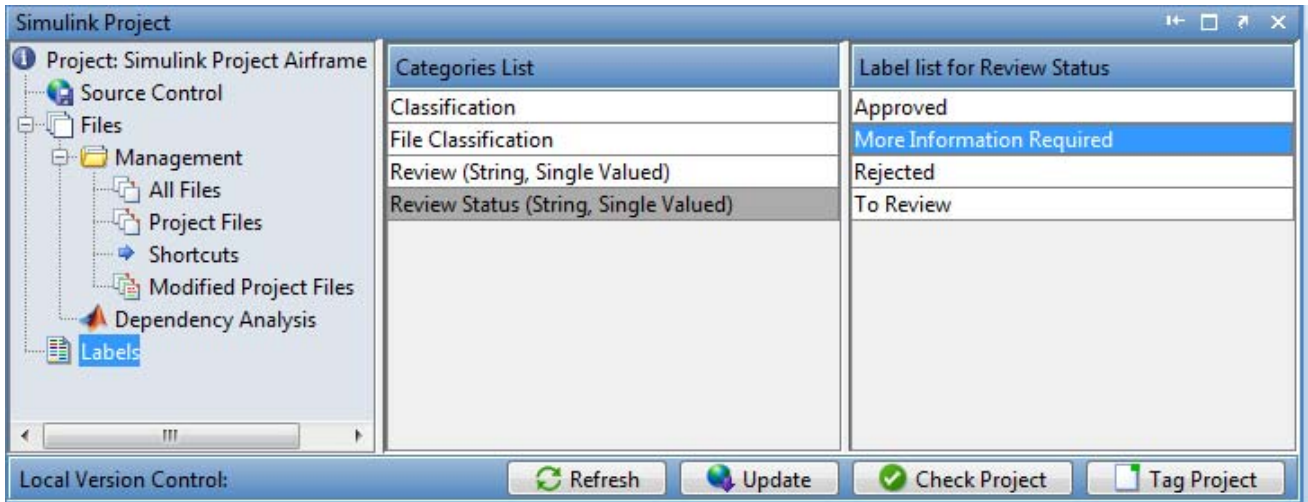 Simulink Project
Project: Simulink Project Airframe
Source Control
Files
Management
All Files
Project Files
Shortcuts
Modified Project Files
Dependency Analysis
Labels
Categories List
Classification
File Classification
Review (String, Single Valued)
Review Status (String, Single Valued)
Label list for Review Status
Approved
More Information Required
Rejected
To Review
Local Version Control:
Refresh
Update
Check Project
Tag Project